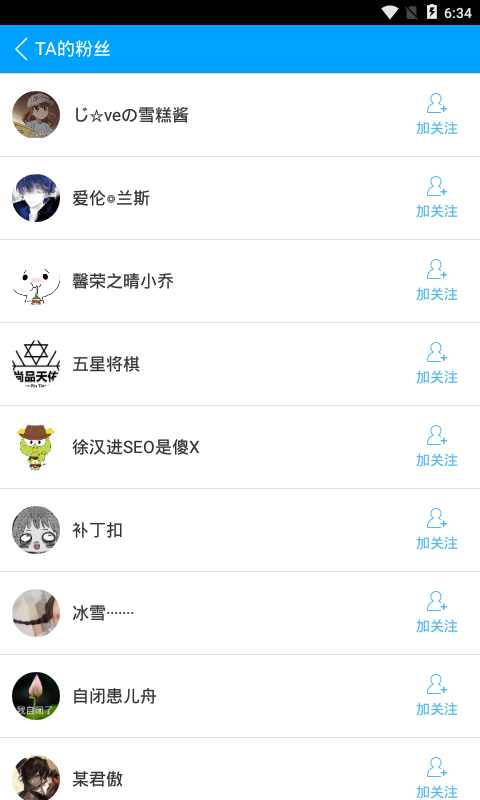 6:34
TA的粉丝
じ☆veの雪糕酱
加关注
爱伦๏兰斯
加关注
馨荣之晴小乔
加关注
尚品天佑
五星将棋
加关注
徐汉进SEO是傻X
加关注
补丁扣
加关注
冰雪·······
加关注
我自闭了
自闭患儿舟
加关注
某君傲
加关注